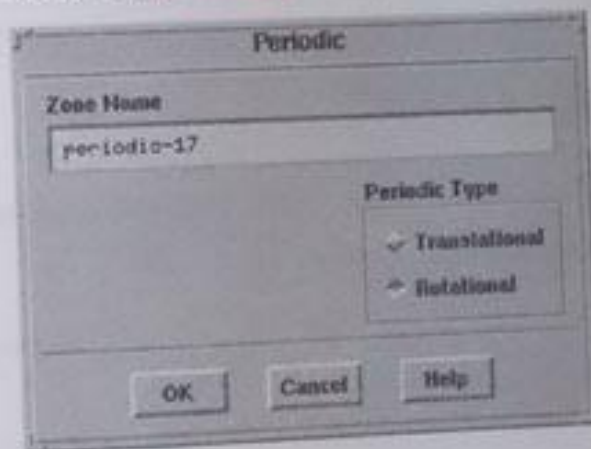 Periodic
Zone Name
periodic-17
Periodic Type
Translational
Rotational
OK
Cancel
Help